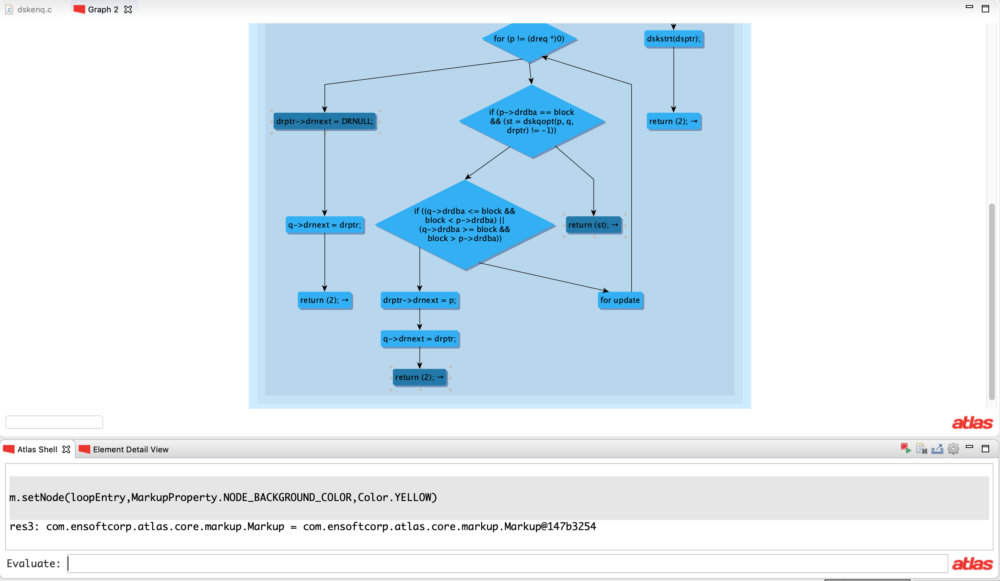 dskenq.c
Graph 2
for (p != (dreq *)0)
dskstrt(dsptr);
drptr->drnext = DRNULL;
if (p->drdba == block
&& (st = dskqopt(p, q,
drptr) != -1))
return (2); →
q->drnext = drptr;
if ((q->drdba <= block &&
block < p->drdba) ||
(q->drdba >= block &&
block > p->drdba))
return (st); →
return (2); →
drptr->drnext = p;
for update
q->drnext = drptr;
return (2); →
atlas
Atlas Shell
Element Detail View
m.setNode(loopEntry,MarkupProperty.NODE_BACKGROUND_COLOR,Color.YELLOW)
res3: com.ensoftcorp.atlas.core.markup.Markup = com.ensoftcorp.atlas.core.markup.Markup@147b3254
Evaluate:
atlas